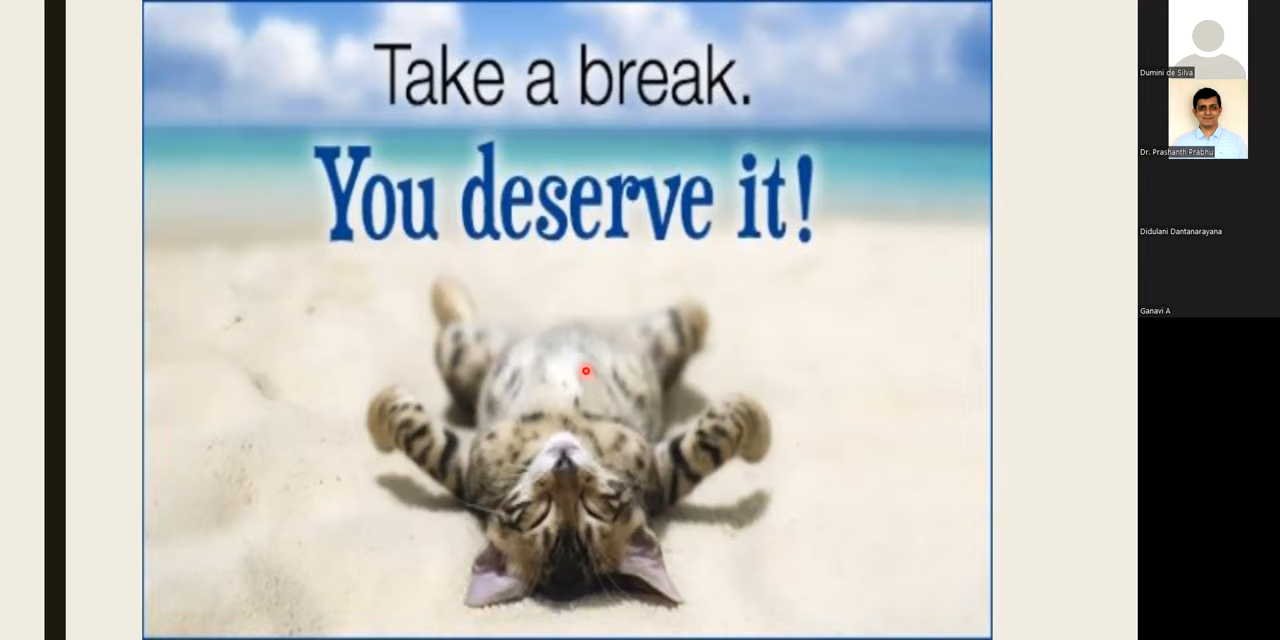 Take a break.
You deserve it!
Dumini de Silva
Dr. Prashanth Prabhu
Didulani Dantanarayana
Ganavi A